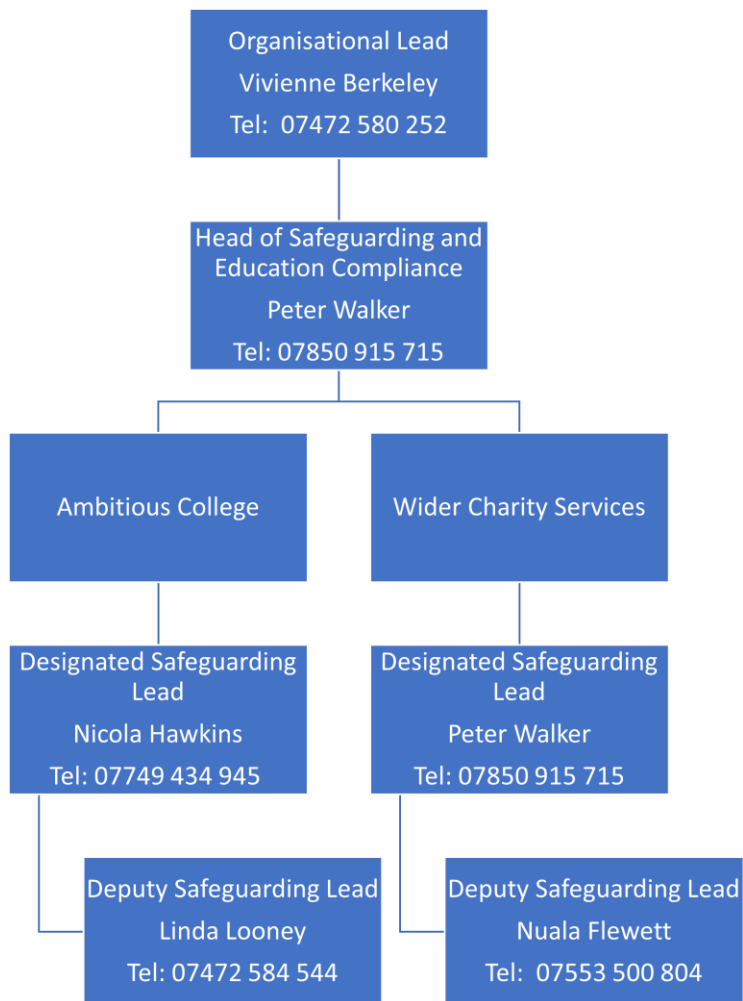 Organisational Lead
Vivienne Berkeley
Tel:  07472 580 252
Head of Safeguarding and
Education Compliance
Peter Walker
Tel: 07850 915 715
Ambitious College
Wider Charity Services
Designated Safeguarding
Lead
Nicola Hawkins
Tel: 07749 434 945
Designated Safeguarding
Lead
Peter Walker
Tel: 07850 915 715
Deputy Safeguarding Lead
Linda Looney
Tel: 07472 584 544
Deputy Safeguarding Lead
Nuala Flewett
Tel:  07553 500 804